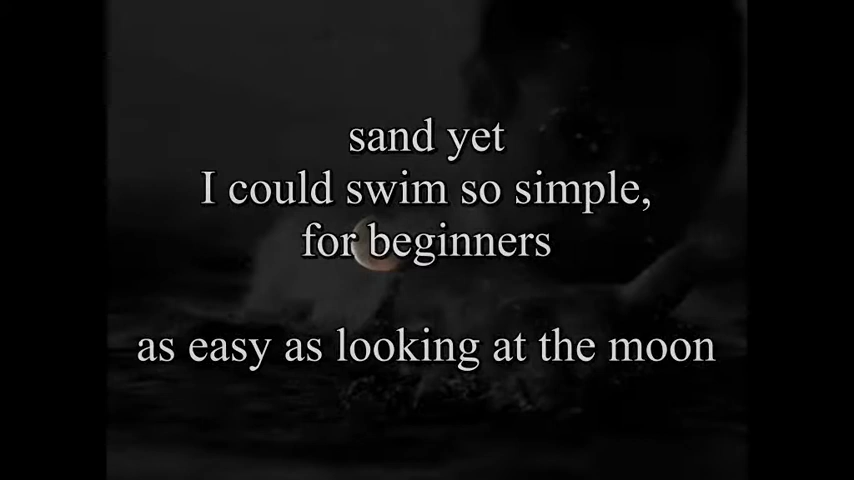 sand yet
I could swim so simple,
for beginners
as easy as looking at the moon